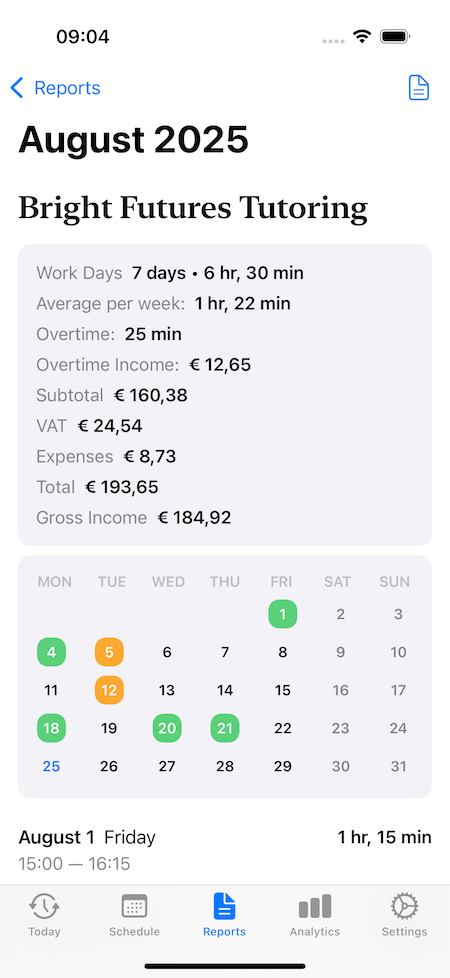 09:04
Reports
August 2025
Bright Futures Tutoring
Work Days 7 days • 6 hr, 30 min
Average per week: 1 hr, 22 min
Overtime: 25 min
Overtime Income: € 12,65
Subtotal € 160,38
VAT € 24,54
Expenses € 8,73
Total € 193,65
Gross Income € 184,92
MON TUE WED THU FRI SAT SUN
1 2 3
4 5 6 7 8 9 10
11 12 13 14 15 16 17
18 19 20 21 22 23 24
25 26 27 28 29 30 31
August 1 Friday 1 hr, 15 min
15:00 — 16:15
Today Schedule Reports Analytics Settings